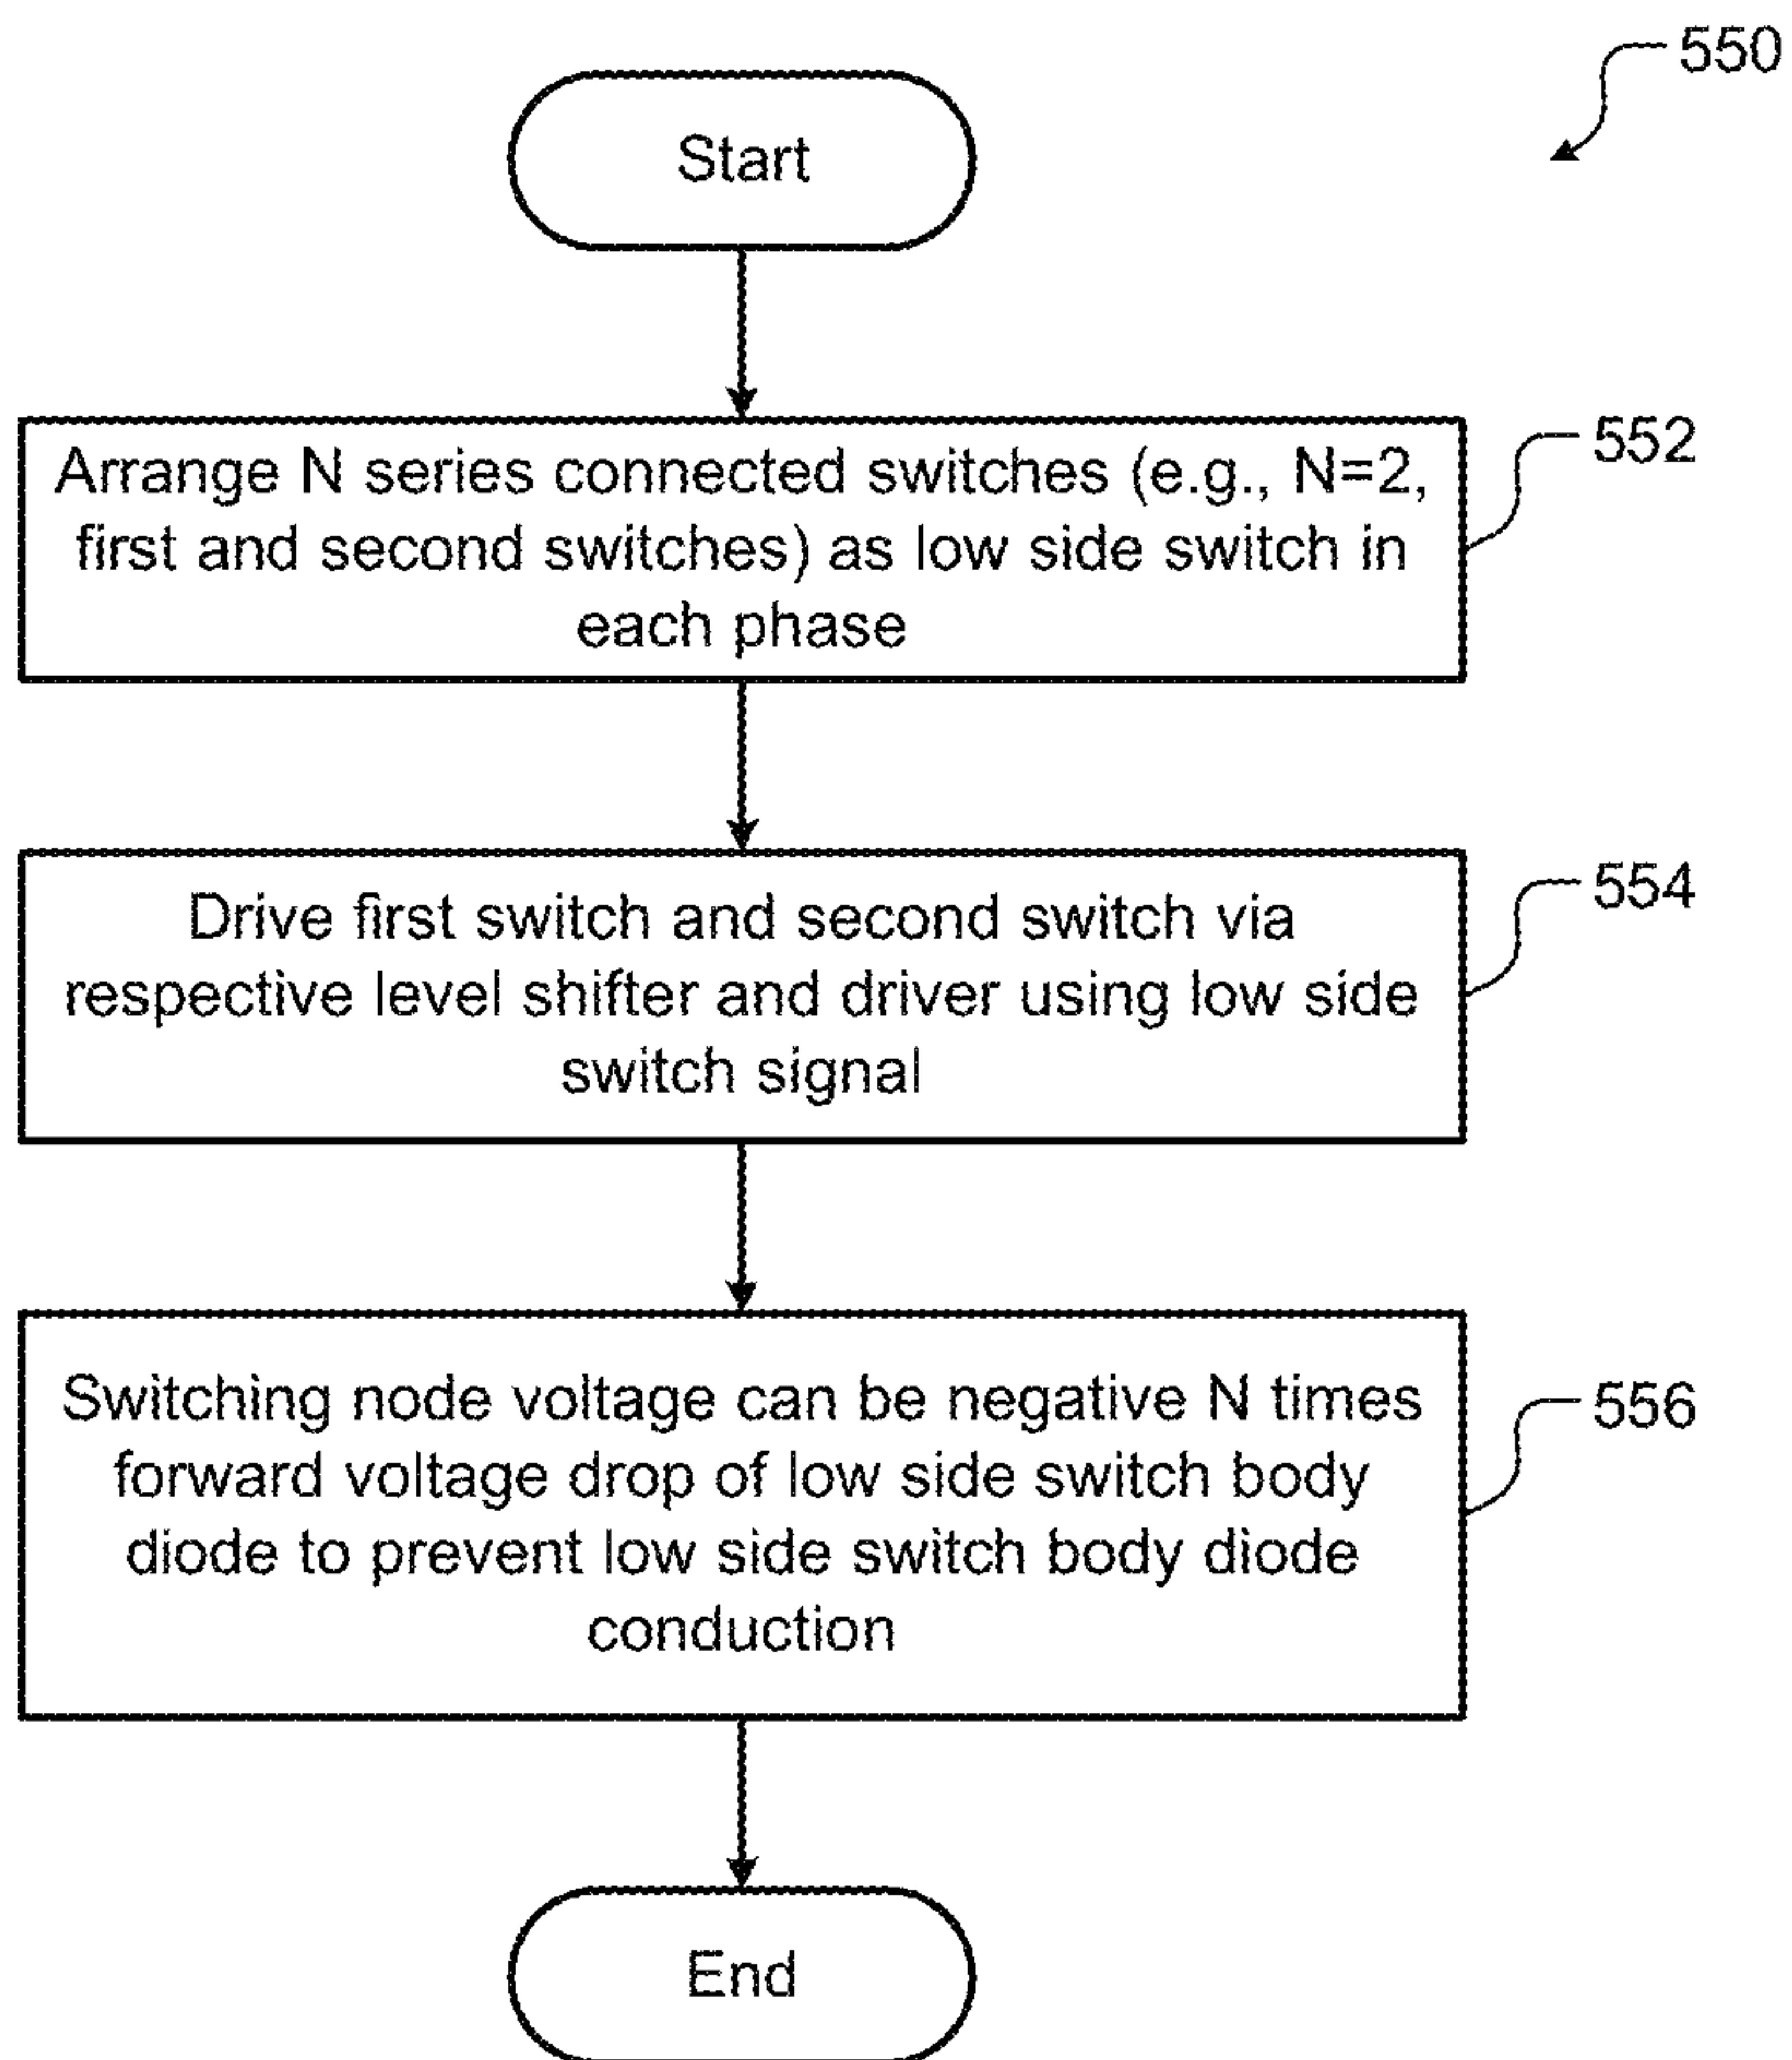 550
Start
Arrange N series connected switches (e.g., N=2,
first and second switches) as low side switch in
each phase
552
Drive first switch and second switch via
respective level shifter and driver using low side
switch signal
554
Switching node voltage can be negative N times
forward voltage drop of low side switch body
diode to prevent low side switch body diode
conduction
556
End